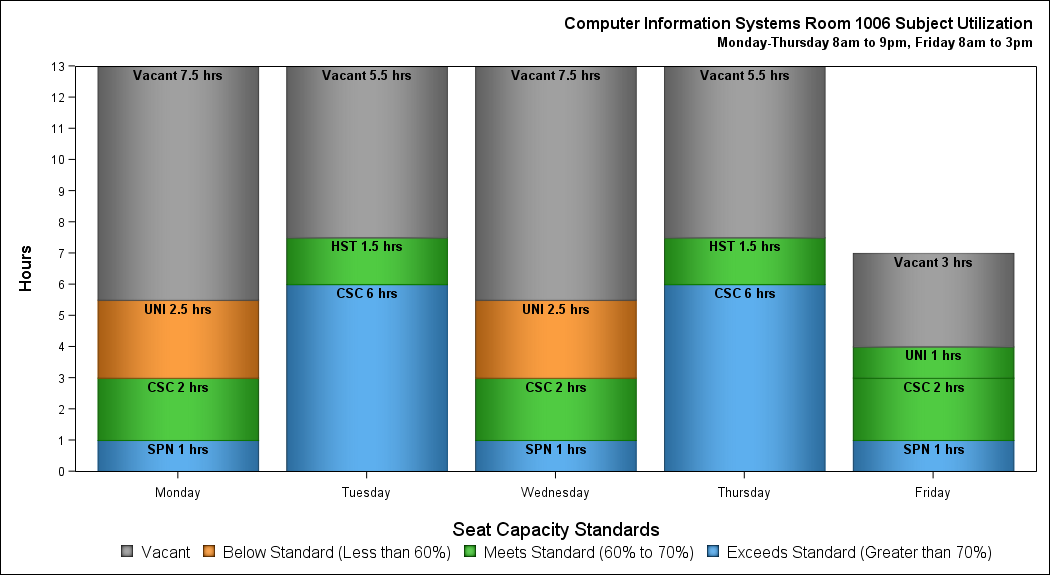 Computer Information Systems Room 1006 Subject Utilization
Monday-Thursday 8am to 9pm, Friday 8am to 3pm
Hours
13
12
11
10
9
8
7
6
5
4
3
2
1
0
Vacant 7.5 hrs
UNI 2.5 hrs
CSC 2 hrs
SPN 1 hrs
Vacant 5.5 hrs
HST 1.5 hrs
CSC 6 hrs
Vacant 7.5 hrs
UNI 2.5 hrs
CSC 2 hrs
SPN 1 hrs
Vacant 5.5 hrs
HST 1.5 hrs
CSC 6 hrs
Vacant 3 hrs
UNI 1 hrs
CSC 2 hrs
SPN 1 hrs
Monday Tuesday Wednesday Thursday Friday
Seat Capacity Standards
Vacant Below Standard (Less than 60%) Meets Standard (60% to 70%) Exceeds Standard (Greater than 70%)